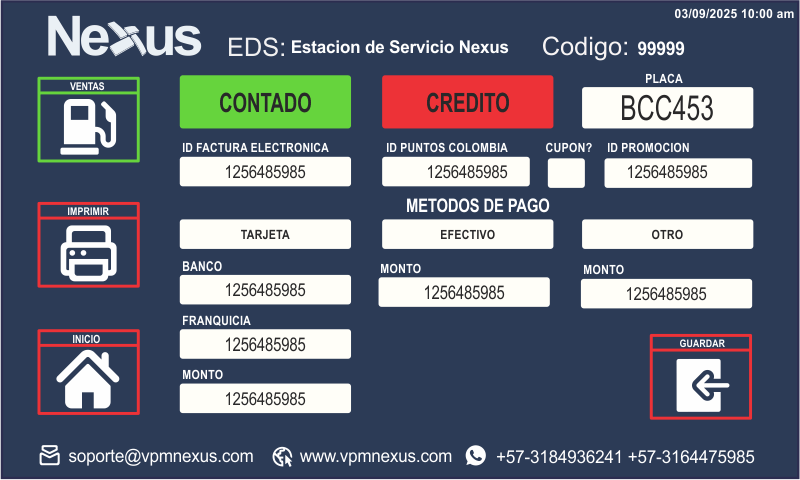 03/09/2025 10:00 am
Nexus
EDS: Estacion de Servicio Nexus
Codigo: 99999
VENTAS
CONTADO
CREDITO
PLACA
BCC453
ID FACTURA ELECTRONICA
1256485985
ID PUNTOS COLOMBIA
1256485985
CUPON?
ID PROMOCION
1256485985
IMPRIMIR
METODOS DE PAGO
TARJETA
EFECTIVO
OTRO
BANCO
1256485985
MONTO
1256485985
MONTO
1256485985
FRANQUICIA
1256485985
INICIO
MONTO
1256485985
GUARDAR
soporte@vpmnexus.com
www.vpmnexus.com
+57-3184936241 +57-3164475985